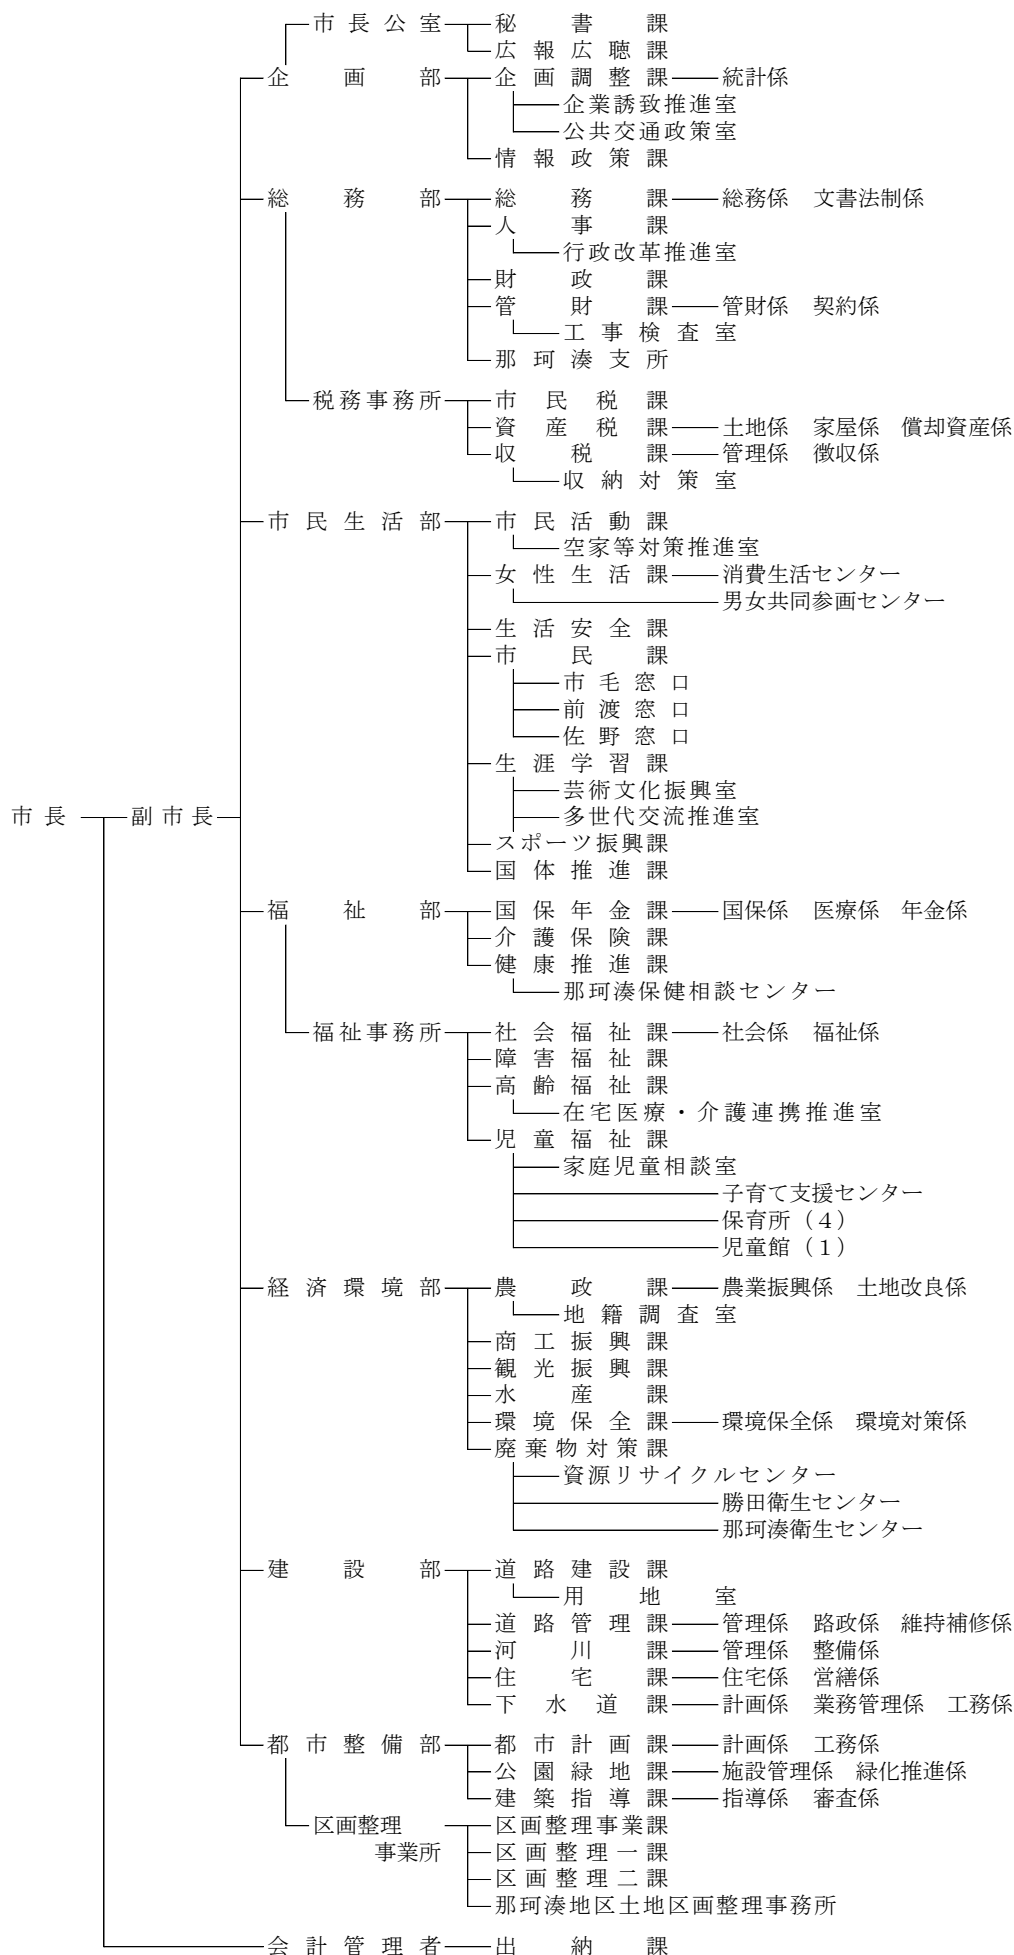 市長公室 秘書課
広報広聴課
企画部 企画調整課 統計係
企業誘致推進室
公共交通政策室
情報政策課
総務部 総務課 総務係 文書法制係
人事課
行政改革推進室
財政課
管財課 管財係 契約係
工事検査室
那珂湊支所
税務事務所 市民税課
資産税課 土地係 家屋係 償却資産係
収税課 管理係 徴収係
収納対策室
市民生活部 市民活動課
空家等対策推進室
女性生活課 消費生活センター
男女共同参画センター
生活安全課
市民課
市毛窓口
前渡窓口
佐野窓口
生涯学習課
芸術文化振興室
市長 副市長 多世代交流推進室
スポーツ振興課
国体推進課
福祉部 国保年金課 国保係 医療係 年金係
介護保険課
健康推進課
那珂湊保健相談センター
福祉事務所 社会福祉課 社会係 福祉係
障害福祉課
高齢福祉課
在宅医療・介護連携推進室
児童福祉課
家庭児童相談室
子育て支援センター
保育所（４）
児童館（１）
経済環境部 農政課 農業振興係 土地改良係
地籍調査室
商工振興課
観光振興課
水産課
環境保全課 環境保全係 環境対策係
廃棄物対策課
資源リサイクルセンター
勝田衛生センター
那珂湊衛生センター
建設部 道路建設課
用地室
道路管理課 管理係 路政係 維持補修係
河川課 管理係 整備係
住宅課 住宅係 営繕係
下水道課 計画係 業務管理係 工務係
都市整備部 都市計画課 計画係 工務係
公園緑地課 施設管理係 緑化推進係
建築指導課 指導係 審査係
区画整理 区画整理事業課
事業所 区画整理一課
区画整理二課
那珂湊地区土地区画整理事務所
会計管理者 出納課